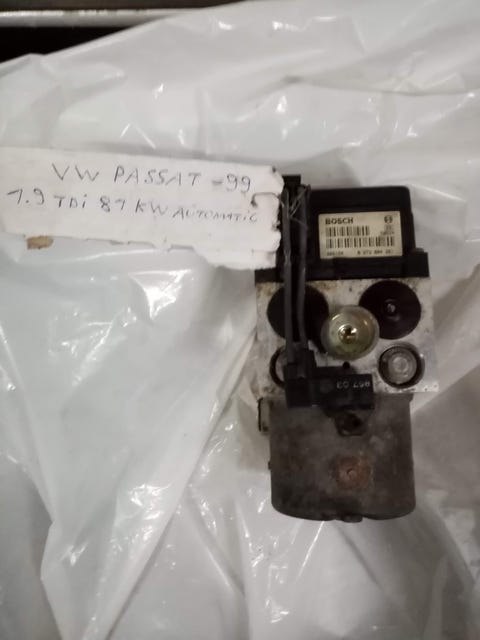 VW PASSAT -99
1.9 TDi 81 KW AUTOMATIC
BOSCH